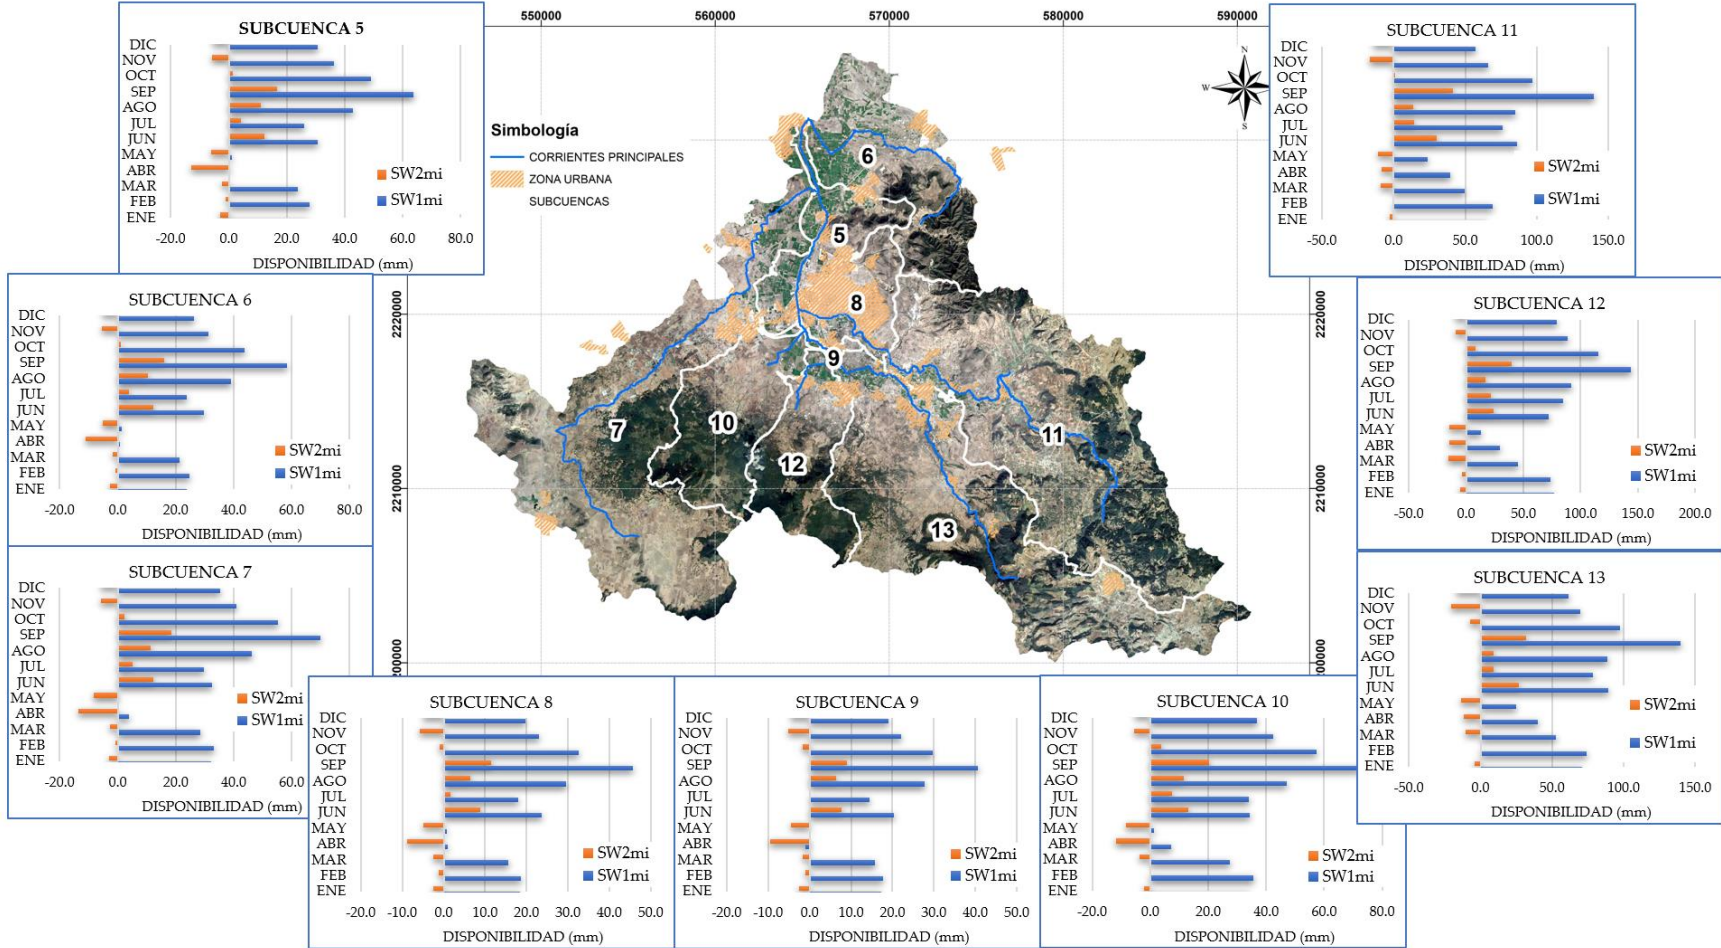 550000
560000
570000
580000
590000
N
W
S
Simbología
CORRIENTES PRINCIPALES
ZONA URBANA
SUBCUENCAS
2220000
2210000
2220000
2210000
5
6
7
8
9
10
11
12
13
SUBCUENCA 5
DIC
NOV
OCT
SEP
AGO
JUL
JUN
MAY
ABR
MAR
FEB
ENE
SW2mi
SW1mi
-20.0 0.0 20.0 40.0 60.0 80.0
DISPONIBILIDAD (mm)
SUBCUENCA 6
DIC
NOV
OCT
SEP
AGO
JUL
JUN
MAY
ABR
MAR
FEB
ENE
SW2mi
SW1mi
-20.0 0.0 20.0 40.0 60.0 80.0
DISPONIBILIDAD (mm)
SUBCUENCA 7
DIC
NOV
OCT
SEP
AGO
JUL
JUN
MAY
ABR
MAR
FEB
ENE
SW2mi
SW1mi
-20.0 0.0 20.0 40.0 60.0
DISPONIBILIDAD (mm)
SUBCUENCA 8
DIC
NOV
OCT
SEP
AGO
JUL
JUN
MAY
ABR
MAR
FEB
ENE
SW2mi
SW1mi
-20.0 -10.0 0.0 10.0 20.0 30.0 40.0 50.0
DISPONIBILIDAD (mm)
SUBCUENCA 9
DIC
NOV
OCT
SEP
AGO
JUL
JUN
MAY
ABR
MAR
FEB
ENE
SW2mi
SW1mi
-20.0 -10.0 0.0 10.0 20.0 30.0 40.0 50.0
DISPONIBILIDAD (mm)
SUBCUENCA 10
DIC
NOV
OCT
SEP
AGO
JUL
JUN
MAY
ABR
MAR
FEB
ENE
SW2mi
SW1mi
-20.0 0.0 20.0 40.0 60.0 80.0
DISPONIBILIDAD (mm)
SUBCUENCA 11
DIC
NOV
OCT
SEP
AGO
JUL
JUN
MAY
ABR
MAR
FEB
ENE
SW2mi
SW1mi
-50.0 0.0 50.0 100.0 150.0
DISPONIBILIDAD (mm)
SUBCUENCA 12
DIC
NOV
OCT
SEP
AGO
JUL
JUN
MAY
ABR
MAR
FEB
ENE
SW2mi
SW1mi
-50.0 0.0 50.0 100.0 150.0 200.0
DISPONIBILIDAD (mm)
SUBCUENCA 13
DIC
NOV
OCT
SEP
AGO
JUL
JUN
MAY
ABR
MAR
FEB
ENE
SW2mi
SW1mi
-50.0 0.0 50.0 100.0 150.0
DISPONIBILIDAD (mm)